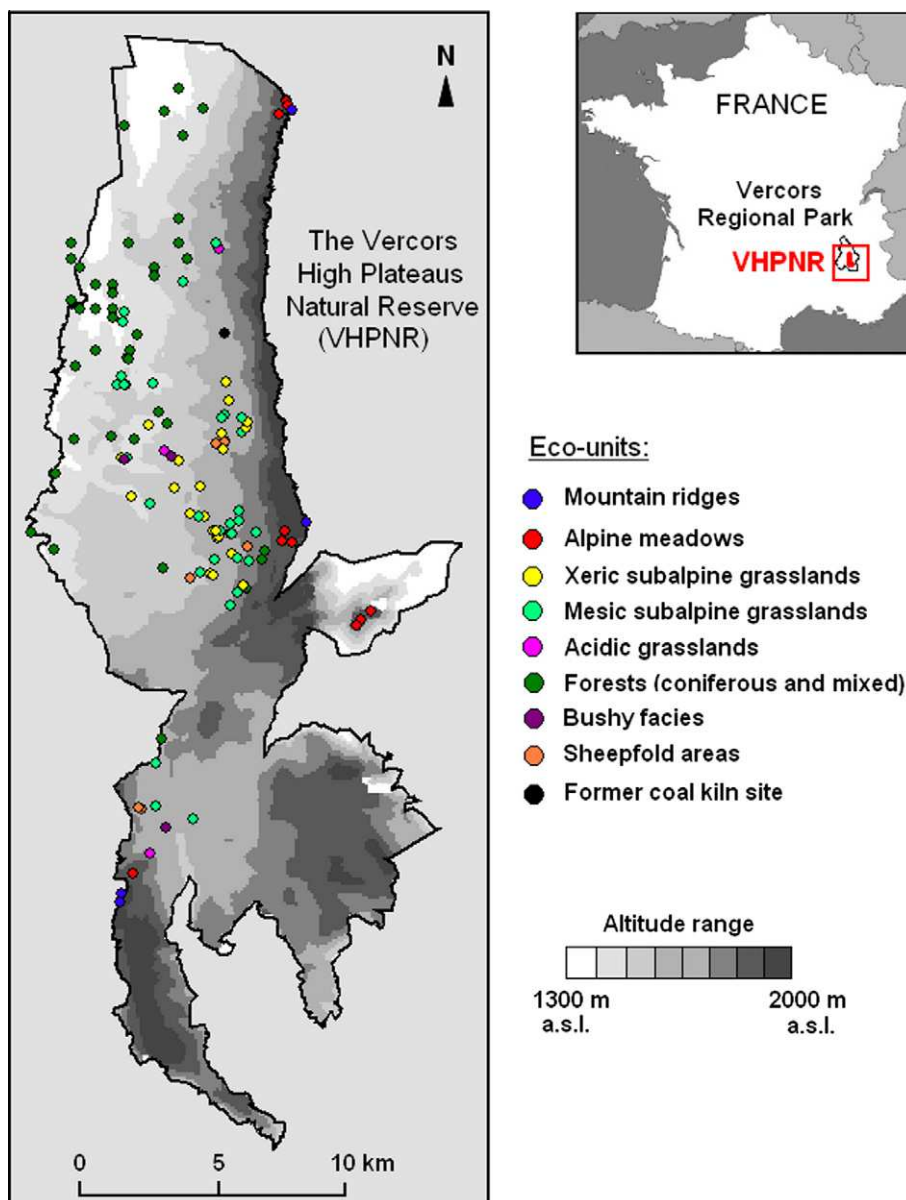 N
The Vercors
High Plateaus
Natural Reserve
(VHPNR)
0 5 10 km
FRANCE
Vercors
Regional Park
VHPNR
Eco-units:
Mountain ridges
Alpine meadows
Xeric subalpine grasslands
Mesic subalpine grasslands
Acidic grasslands
Forests (coniferous and mixed)
Bushy facies
Sheepfold areas
Former coal kiln site
Altitude range
1300 m 2000 m
a.s.l. a.s.l.